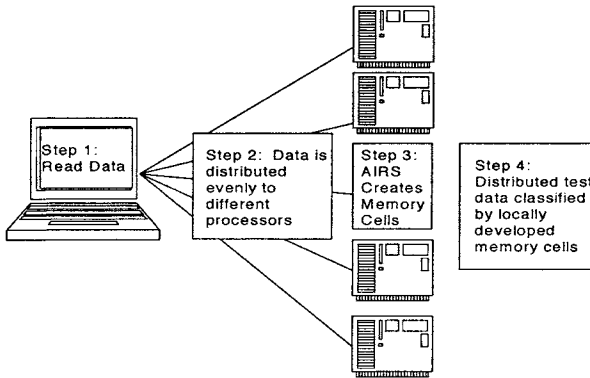 Step 1:
Read Data
Step 2: Data is
distributed
evenly to
different
processors
Step 3:
AIRS
Creates
Memory
Cells
Step 4:
Distributed test
data classified
by locally
developed
memory cells